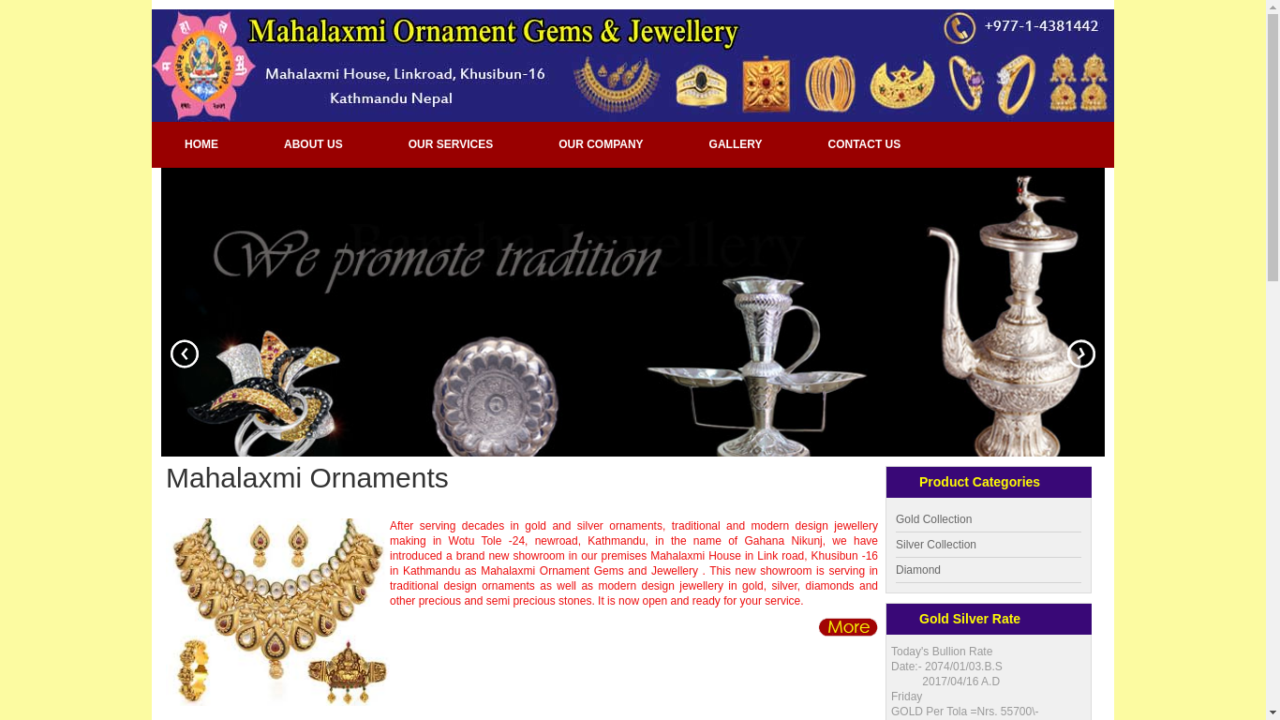 Mahalaxmi Ornament Gems & Jewellery
+977-1-4381442
Mahalaxmi House, Linkroad, Khusibun-16
Kathmandu Nepal
HOME
ABOUT US
OUR SERVICES
OUR COMPANY
GALLERY
CONTACT US
We promote tradition
Mahalaxmi Ornaments
After serving decades in gold and silver ornaments, traditional and modern design jewellery
making in Wotu Tole -24, newroad, Kathmandu, in the name of Gahana Nikunj, we have
introduced a brand new showroom in our premises Mahalaxmi House in Link road, Khusibun -16
in Kathmandu as Mahalaxmi Ornament Gems and Jewellery . This new showroom is serving in
traditional design ornaments as well as modern design jewellery in gold, silver, diamonds and
other precious and semi precious stones. It is now open and ready for your service.
More
Product Categories
Gold Collection
Silver Collection
Diamond
Gold Silver Rate
Today's Bullion Rate
Date:- 2074/01/03.B.S
2017/04/16 A.D
Friday
GOLD Per Tola =Nrs. 55700\-